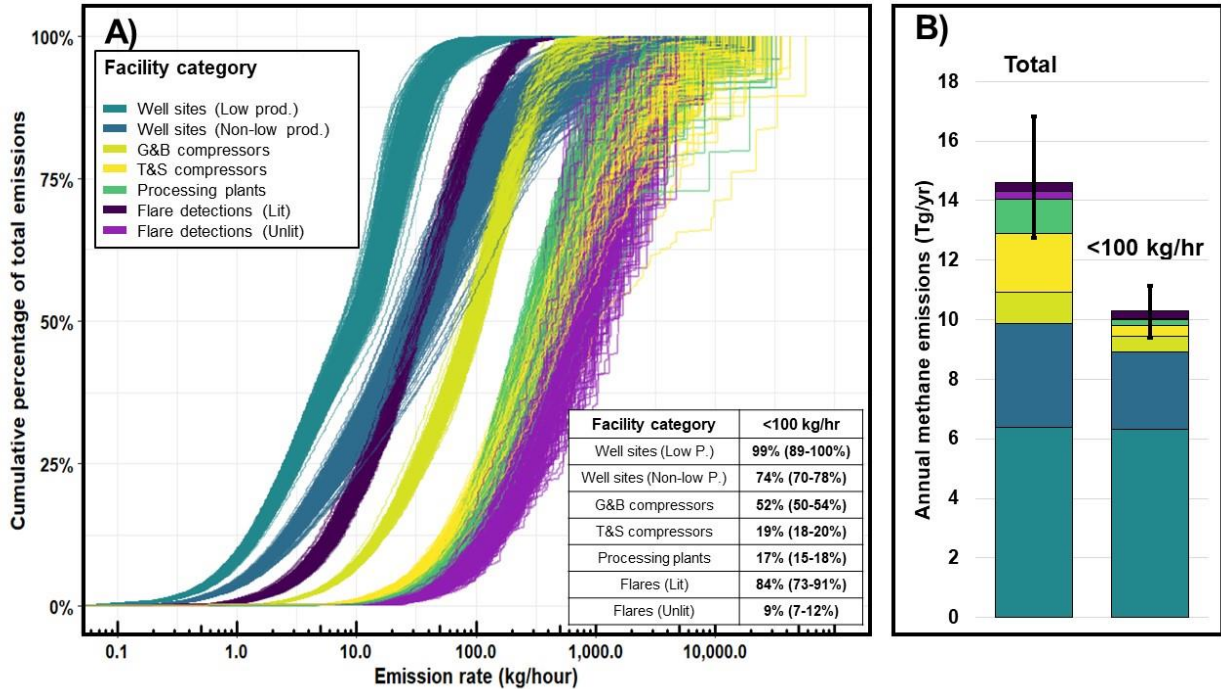 A)
Cumulative percentage of total emissions
100%
75%
50%
25%
0%
Facility category
Well sites (Low prod.)
Well sites (Non-low prod.)
G&B compressors
T&S compressors
Processing plants
Flare detections (Lit)
Flare detections (Unlit)
Facility category <100 kg/hr
Well sites (Low P.) 99% (89-100%)
Well sites (Non-low P.) 74% (70-78%)
G&B compressors 52% (50-54%)
T&S compressors 19% (18-20%)
Processing plants 17% (15-18%)
Flares (Lit) 84% (73-91%)
Flares (Unlit) 9% (7-12%)
0.1 1.0 10.0 100.0 1,000.0 10,000.0
Emission rate (kg/hour)
B)
Total
<100 kg/hr
Annual methane emissions (Tg/yr)
18
16
14
12
10
8
6
4
2
0